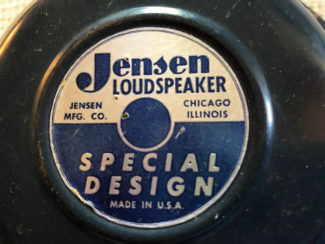 Jensen
LOUDSPEAKER
JENSEN
MFG. CO.
CHICAGO
ILLINOIS
SPECIAL
DESIGN
MADE IN U.S.A.